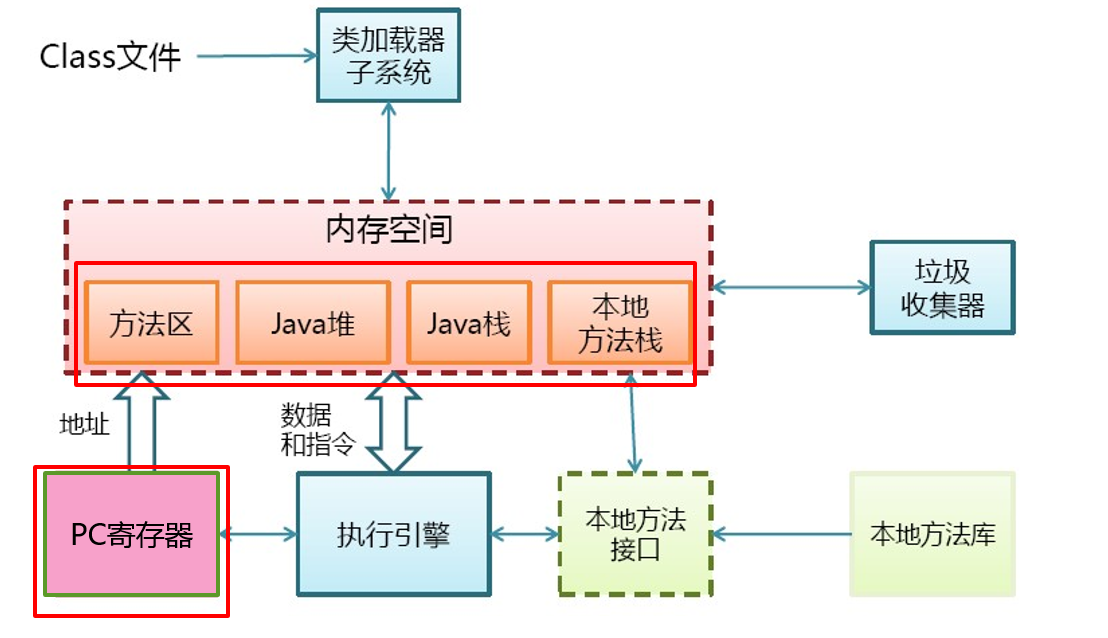 Class文件
类加载器
子系统
内存空间
方法区
Java堆
Java栈
本地
方法栈
垃圾
收集器
地址
数据
和指令
PC寄存器
执行引擎
本地方法
接口
本地方法库